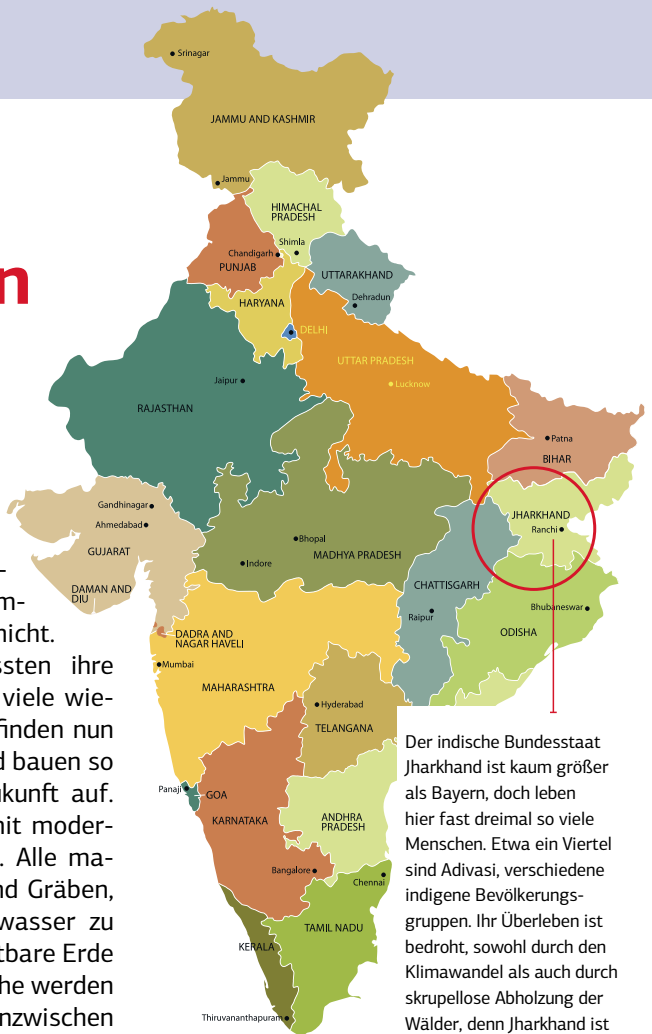 n
Srinagar
JAMMU AND KASHMIR
Jammu
HIMACHAL
PRADESH
Shimla
Chandigarh
PUNJAB
UTTARAKHAND
Dehradun
HARYANA
DELHI
UTTAR PRADESH
Lucknow
Jaipur
RAJASTHAN
Patna
BIHAR
Gandhinagar
Ahmedabad
GUJARAT
JHARKHAND
Ranchi
Bhopal
MADHYA PRADESH
Indore
CHATTISGARH
DAMAN AND
DIU
Raipur
Bhubaneswar
ODISHA
DADRA AND
NAGAR HAVELI
Mumbai
MAHARASHTRA
Hyderabad
TELANGANA
Panaji
GOA
KARNATAKA
ANDHRA
PRADESH
Bangalore
Chennai
TAMIL NADU
KERALA
Thiruvananthapuram
-
m-
nicht.
ssten ihre
viele wie-
finden nun
d bauen so
kunft auf.
mit moder-
. Alle ma-
nd Gräben,
wasser zu
tbare Erde
he werden
nzwischen
Der indische Bundesstaat
Jharkhand ist kaum größer
als Bayern, doch leben
hier fast dreimal so viele
Menschen. Etwa ein Viertel
sind Adivasi, verschiedene
indigene Bevölkerungs-
gruppen. Ihr Überleben ist
bedroht, sowohl durch den
Klimawandel als auch durch
skrupellose Abholzung der
Wälder, denn Jharkhand ist